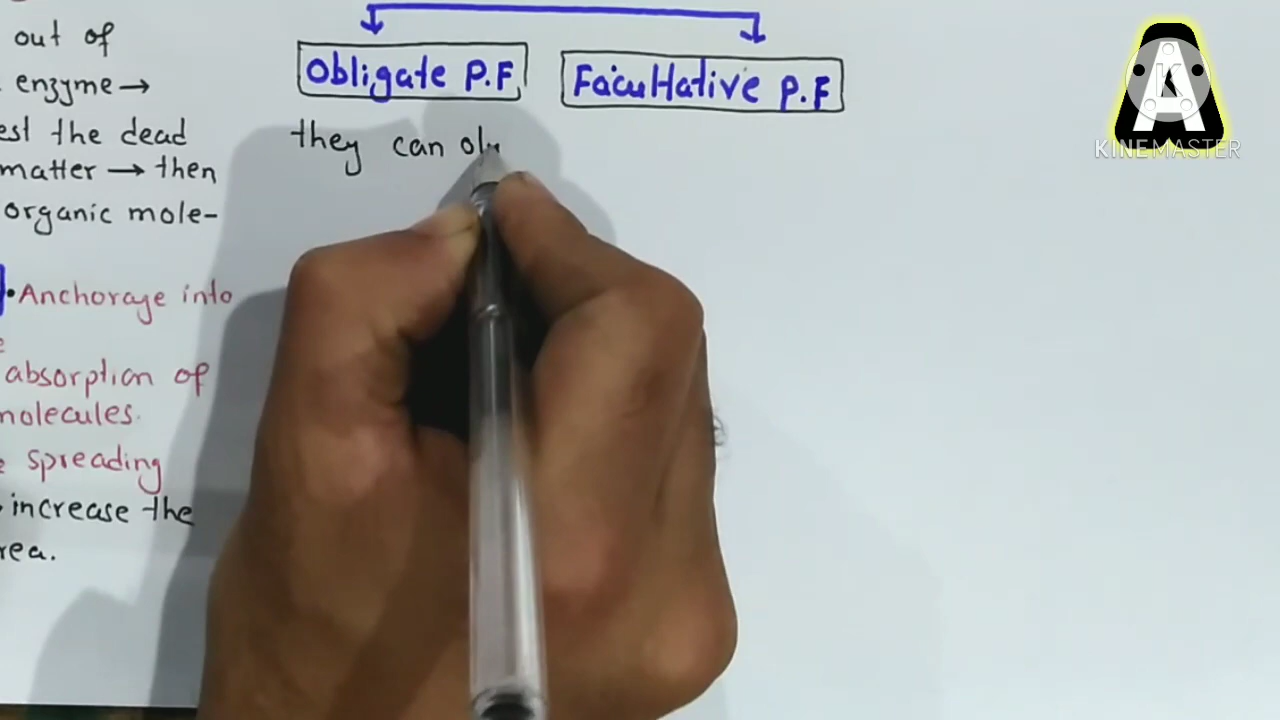 out of
enzyme →
est the dead
matter → then
organic mole-
• Anchorage into
absorption of
molecules.
spreading
increase the
rea.
Obligate P.F
Facultative P.F
they can
KINEMASTER